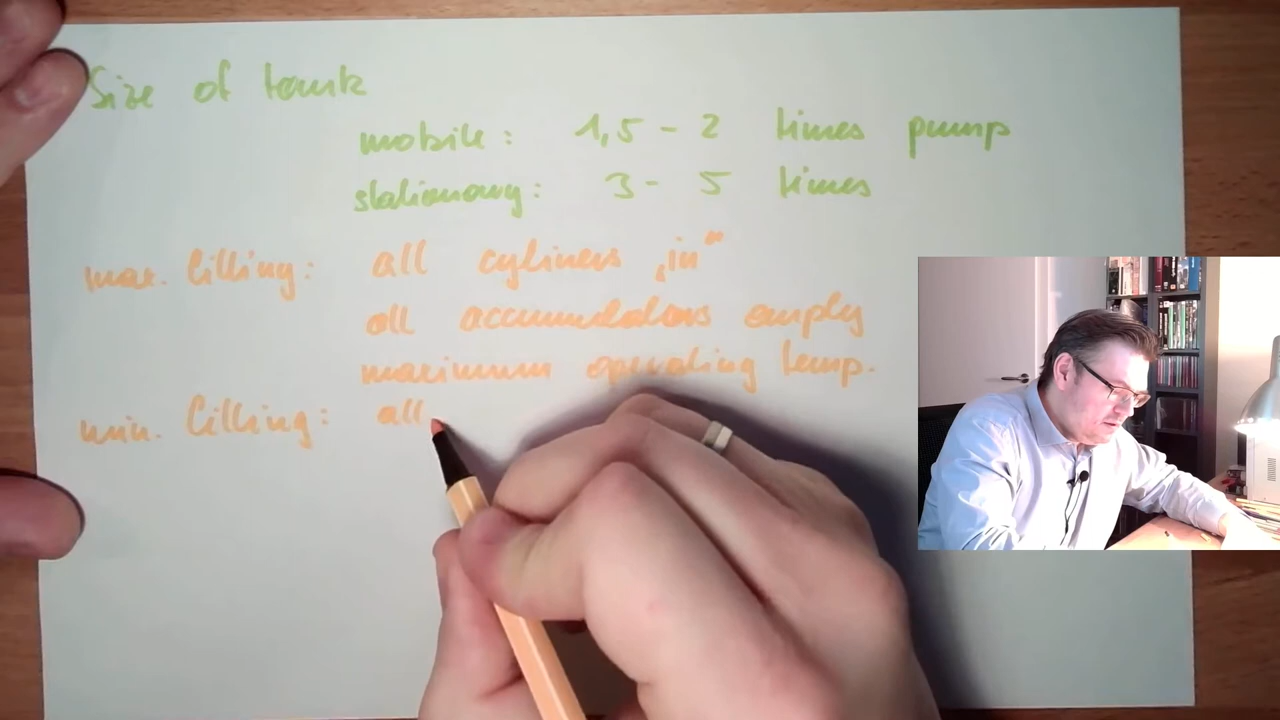 Size of tank
mobile: 1,5 - 2 times pump
stationary: 3 - 5 times
max. filling: all cyliners „in"
all accumulators empty
maximum operating temp.
min. filling: all